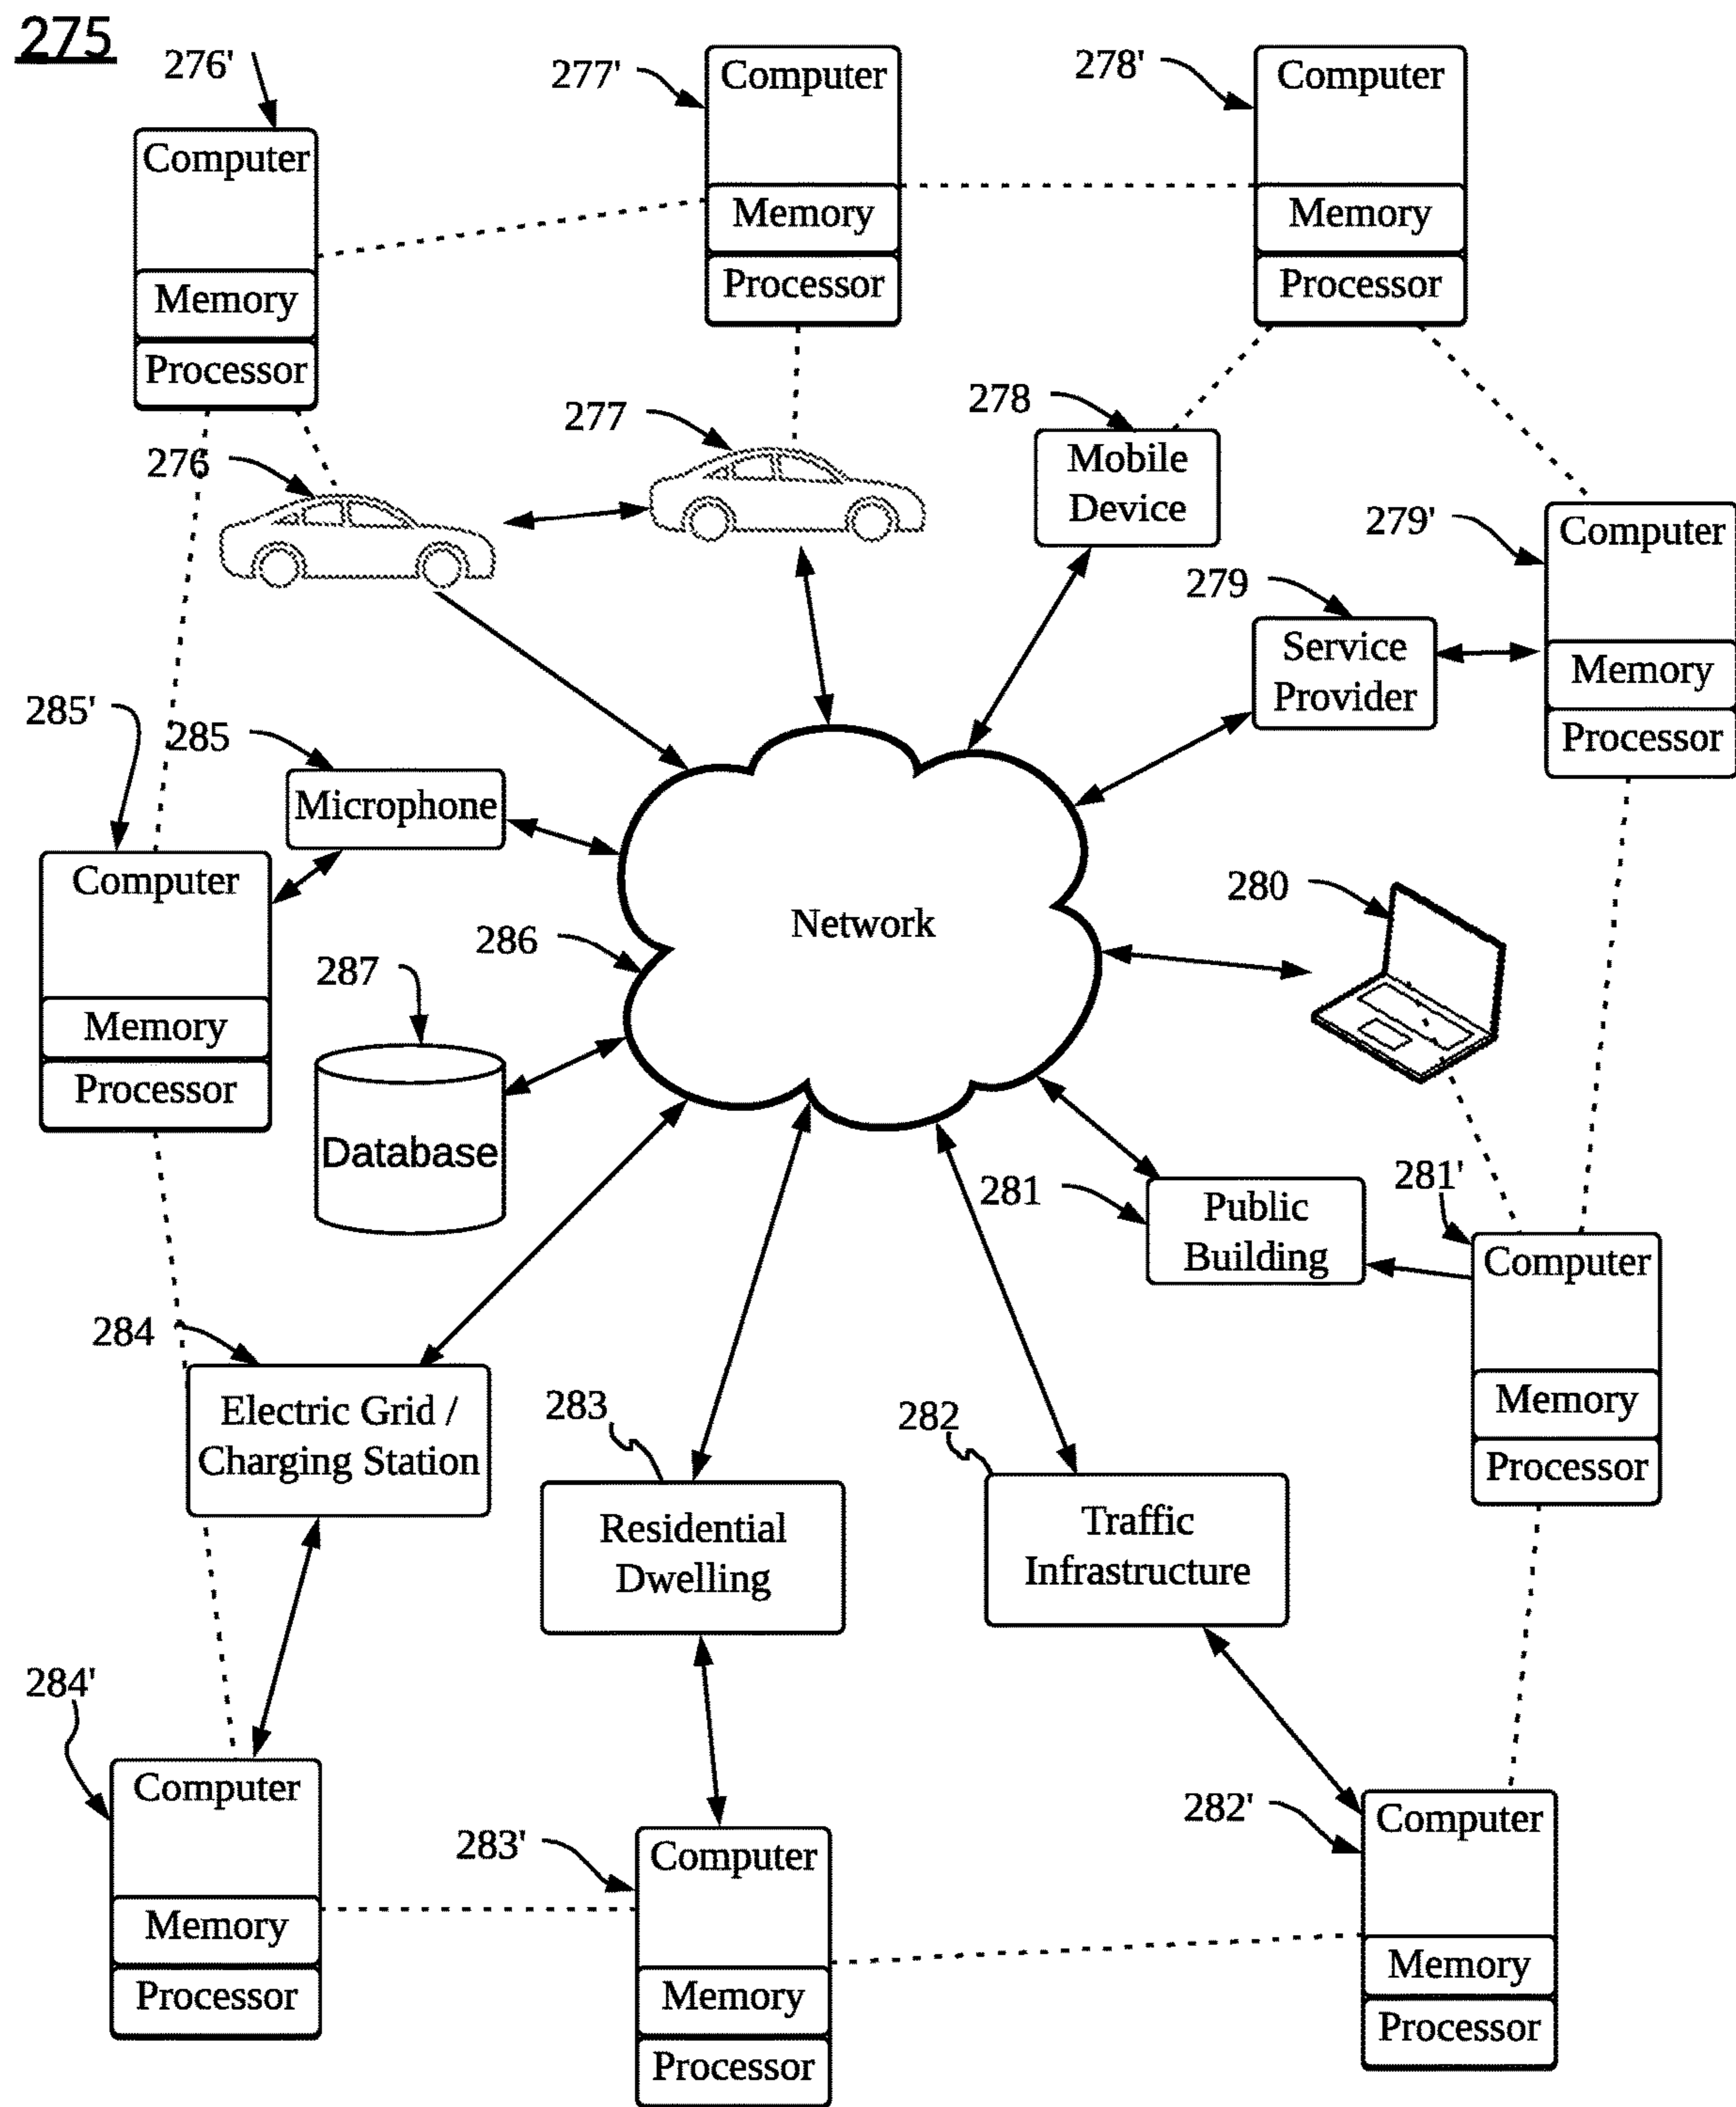 275
276'
277'
278'
Computer
Memory
Processor
Computer
Memory
Processor
Computer
Memory
Processor
276
277
278
Mobile
Device
279'
Computer
Memory
Processor
279
Service
Provider
285'
285
Microphone
Computer
Memory
Processor
286
Network
287
Database
280
281
Public
Building
281'
Computer
Memory
Processor
284
Electric Grid /
Charging Station
283
Residential
Dwelling
282
Traffic
Infrastructure
284'
Computer
Memory
Processor
283'
Computer
Memory
Processor
282'
Computer
Memory
Processor